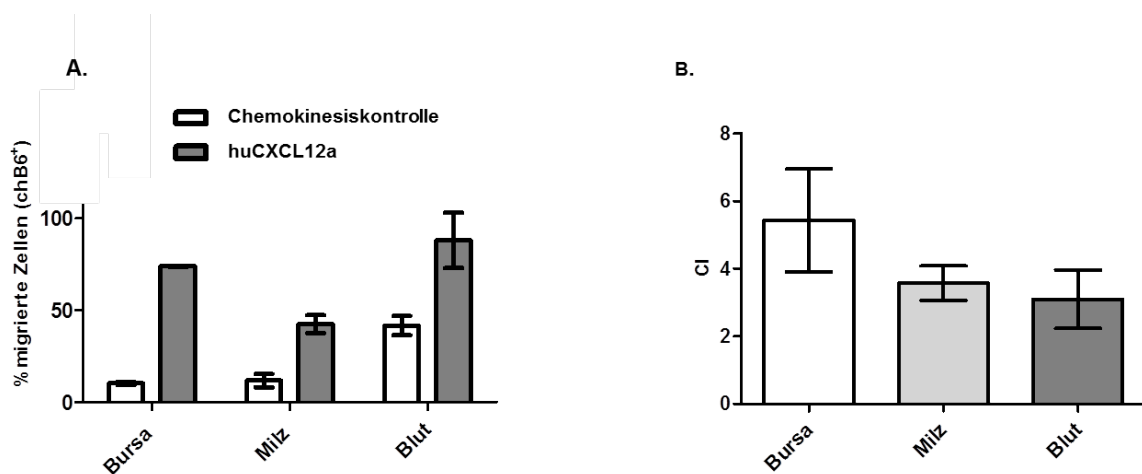 A.
Chemokinesiskontrolle
huCXCL12a
% migrierte Zellen (chB6+)
100
50
0
Bursa
Milz
Blut
B.
CI
8
6
4
2
0
Bursa
Milz
Blut